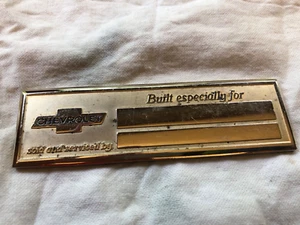 Built especially for
CHEVROLET
sold and serviced by